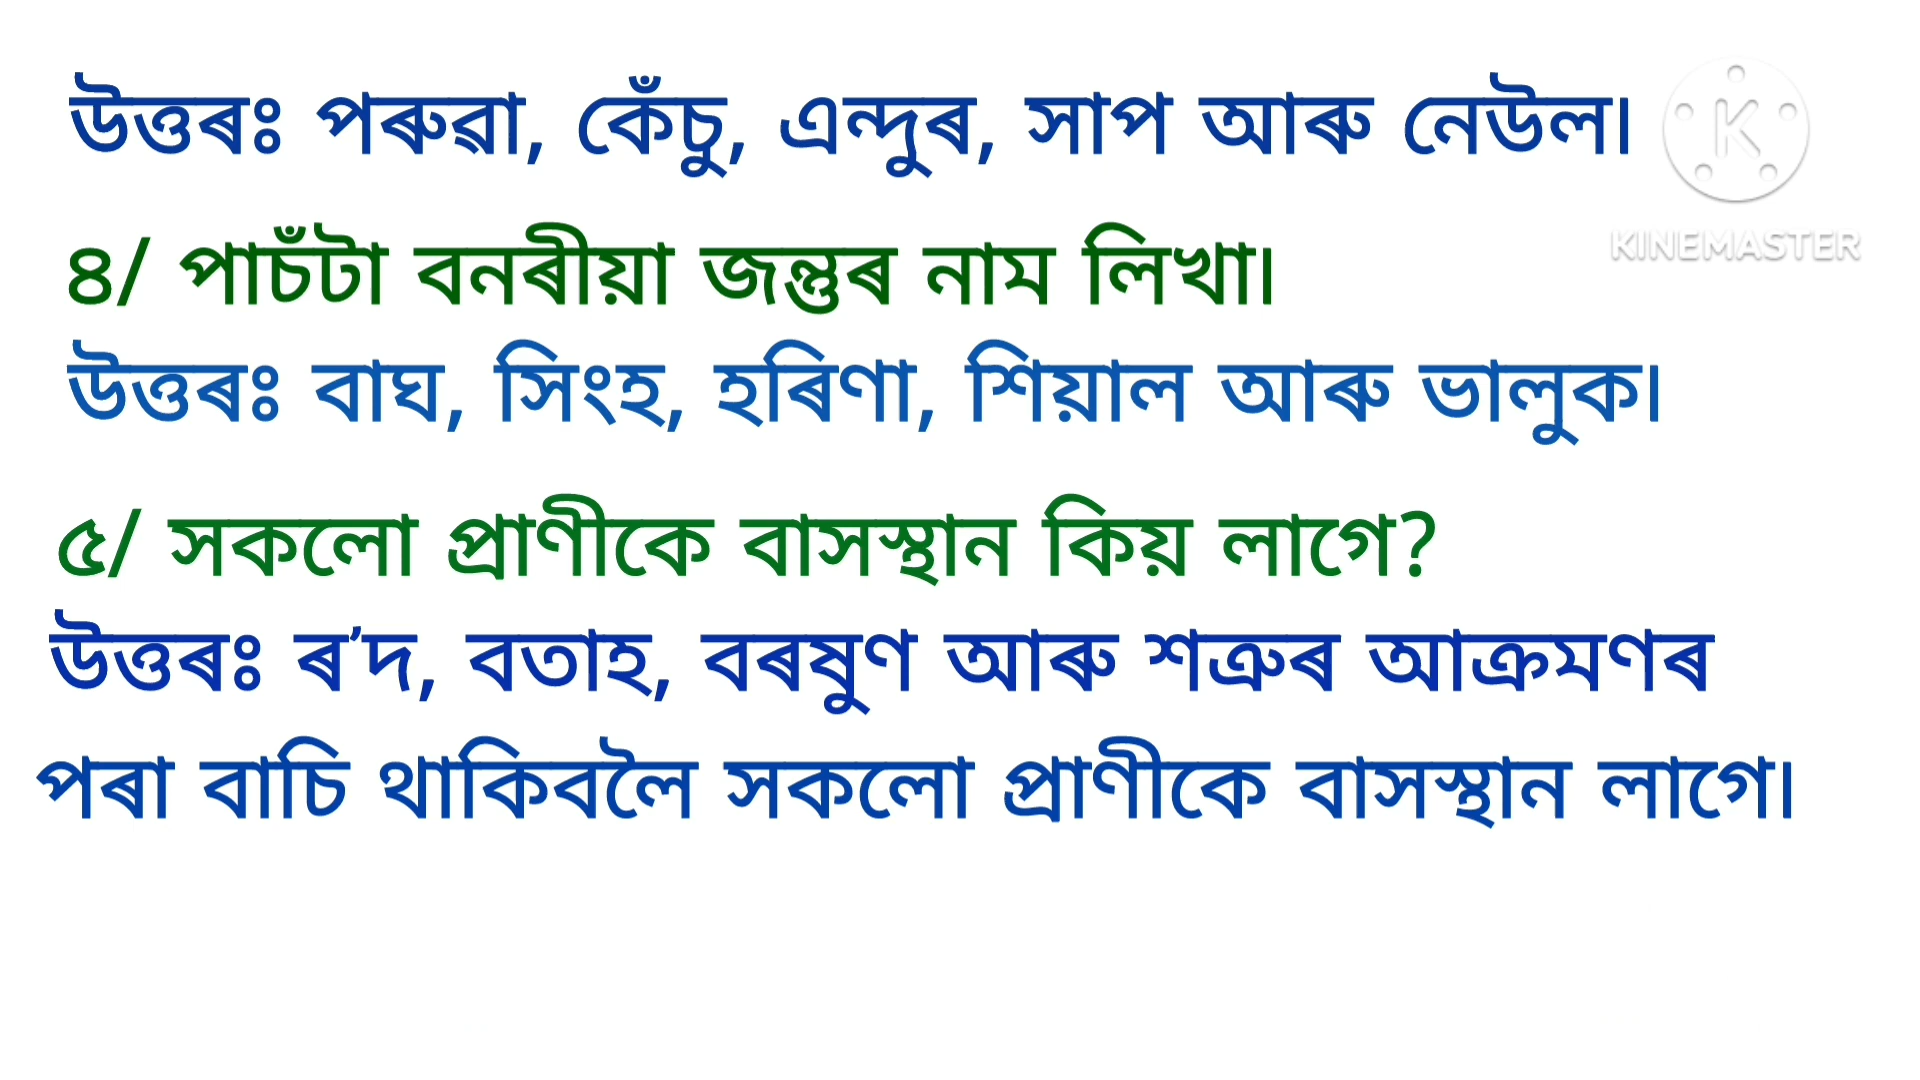 উত্তৰঃ পৰুৱা, কেঁচু, এন্দুৰ, সাপ আৰু নেউল।
KINEMASTER
৪/ পাচঁটা বনৰীয়া জন্তুৰ নাম লিখা।
উত্তৰঃ বাঘ, সিংহ, হৰিণা, শিয়াল আৰু ভালুক।
৫/ সকলো প্ৰাণীকে বাসস্থান কিয় লাগে?
উত্তৰঃ ৰ’দ, বতাহ, বৰষুণ আৰু শত্ৰুৰ আক্ৰমণৰ
পৰা বাচি থাকিবলৈ সকলো প্ৰাণীকে বাসস্থান লাগে।